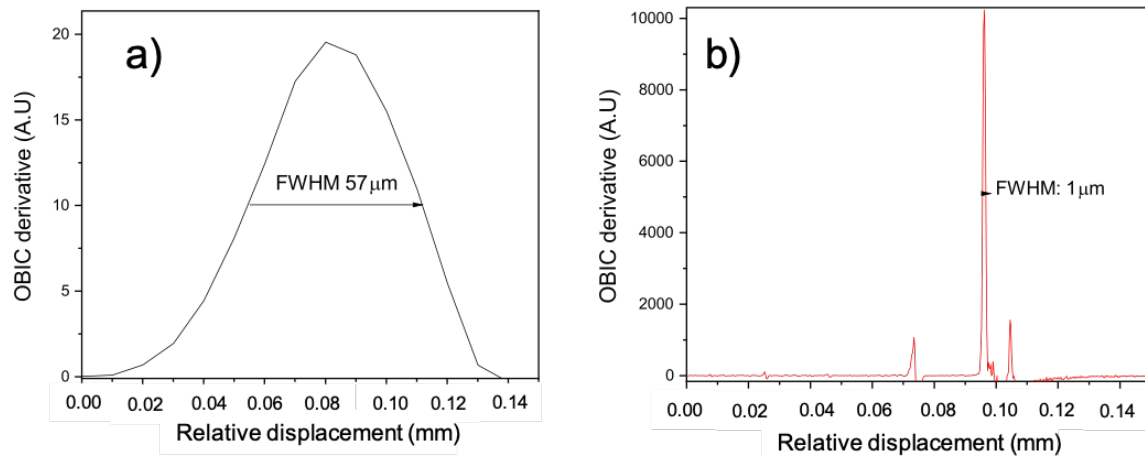 a)
OBIC derivative (A.U)
20
15
10
5
0
FWHM 57μm
0.00 0.02 0.04 0.06 0.08 0.10 0.12 0.14
Relative displacement (mm)
b)
OBIC derivative (A.U)
10000
8000
6000
4000
2000
0
FWHM: 1μm
0.00 0.02 0.04 0.06 0.08 0.10 0.12 0.14
Relative displacement (mm)